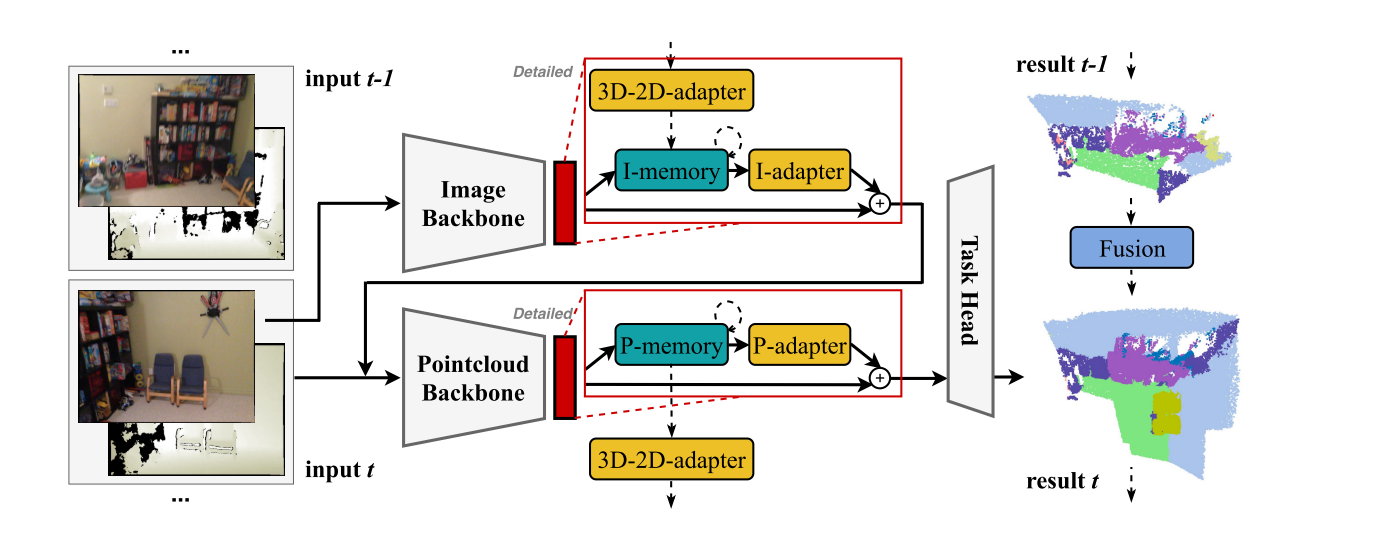 ...
input t-1
Detailed
3D-2D-adapter
I-memory
I-adapter
+
Image
Backbone
result t-1
Fusion
Task Head
Detailed
P-memory
P-adapter
+
Pointcloud
Backbone
3D-2D-adapter
input t
...
result t